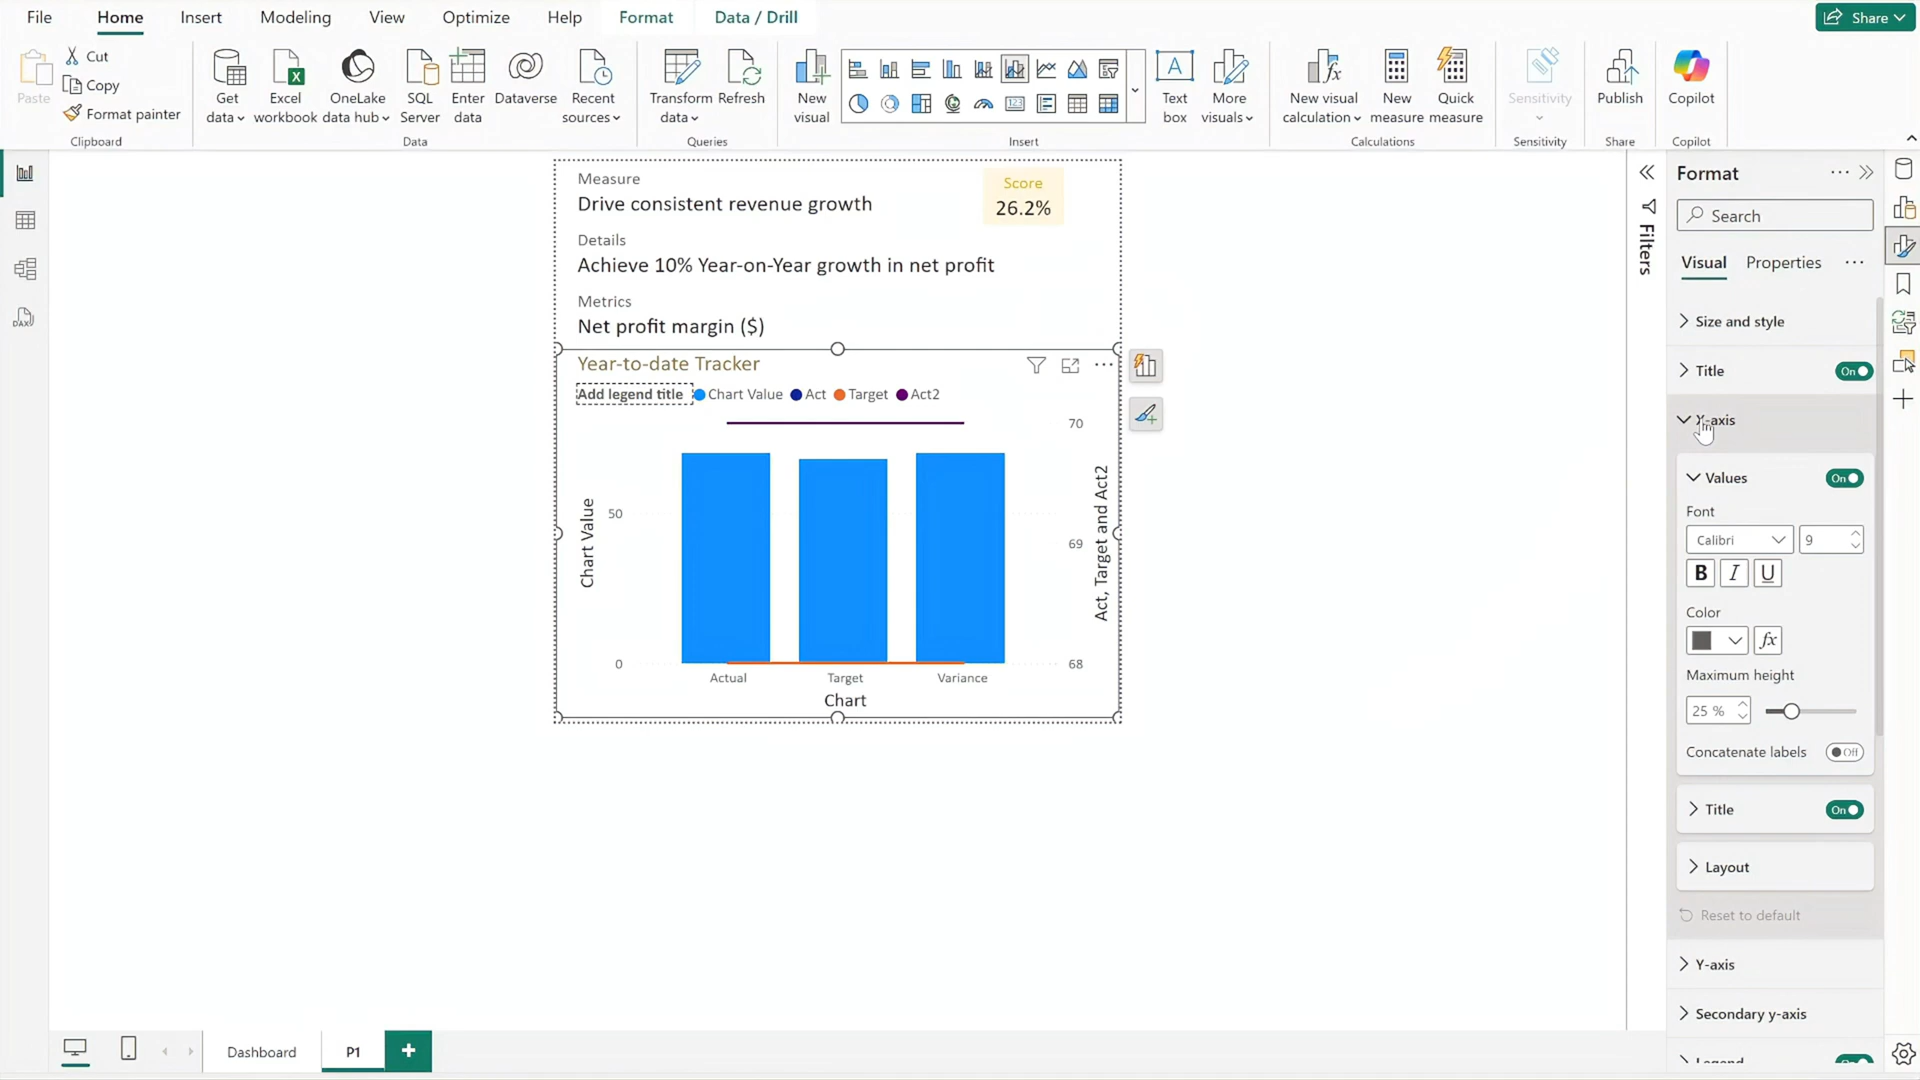 File Home Insert Modeling View Optimize Help Format Data / Drill Share
Paste
Cut
Copy
Format painter
Clipboard
Get data
Excel workbook
OneLake data hub
SQL Server
Enter data
Dataverse
Recent sources
Data
Transform data
Refresh
Queries
New visual
Text box
More visuals
Insert
New visual calculation
New measure
Quick measure
Calculations
Sensitivity
Sensitivity
Publish
Share
Copilot
Copilot
DAX
Measure
Drive consistent revenue growth
Score
26.2%
Details
Achieve 10% Year-on-Year growth in net profit
Metrics
Net profit margin ($)
Year-to-date Tracker
Add legend title Chart Value Act Target Act2
70
69
68
50
0
Chart Value
Act, Target and Act2
Actual Target Variance
Chart
Filters
Format
Search
Visual Properties
Size and style
Title On
X-axis
Values On
Font
Calibri 9
B I U
Color
fx
Maximum height
25 %
Concatenate labels Off
Title On
Layout
Reset to default
Y-axis
Secondary y-axis
Legend
Dashboard P1 +